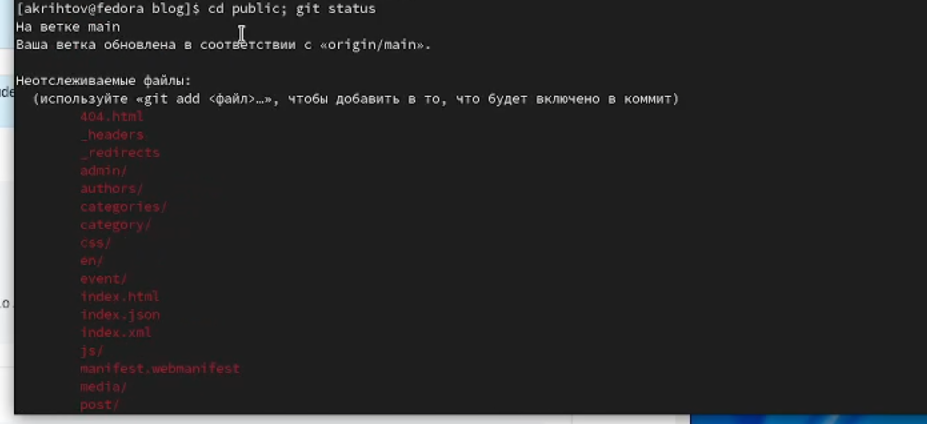 [akrihtov@fedora blog]$ cd public; git status
На ветке main
Ваша ветка обновлена в соответствии с «origin/main».
Неотслеживаемые файлы:
(используйте «git add <файл>…», чтобы добавить в то, что будет включено в коммит)
404.html
_headers
_redirects
admin/
authors/
categories/
category/
css/
en/
event/
index.html
index.json
index.xml
js/
manifest.webmanifest
media/
post/